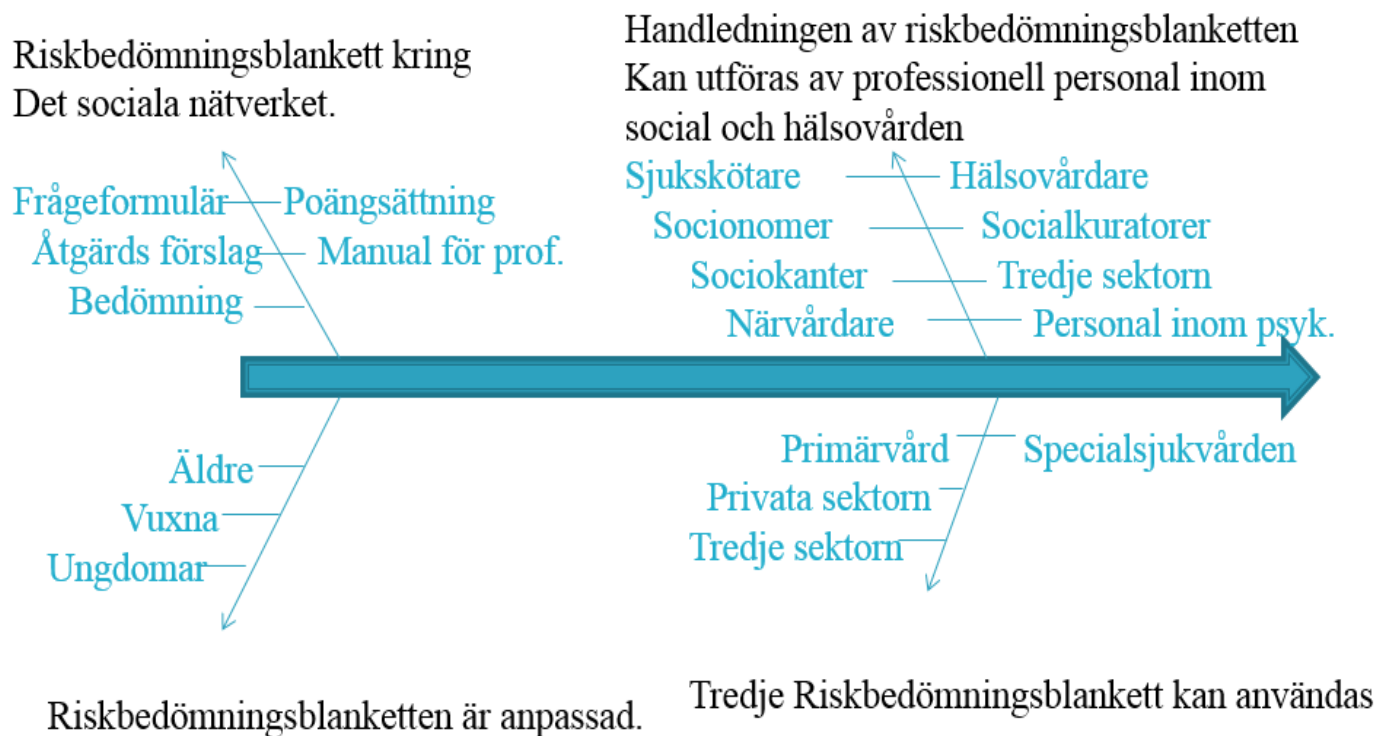 Riskbedömningsblankett kring
Det sociala nätverket.
Handledningen av riskbedömningsblanketten
Kan utföras av professionell personal inom
social och hälsovården
Frågeformulär Poängsättning
Åtgärds förslag Manual för prof.
Bedömning
Sjukskötare Hälsovårdare
Socionomer Socialkuratorer
Sociokanter Tredje sektorn
Närvårdare Personal inom psyk.
Äldre
Vuxna
Ungdomar
Primärvård Specialsjukvården
Privata sektorn
Tredje sektorn
Riskbedömningsblanketten är anpassad.
Tredje Riskbedömningsblankett kan användas